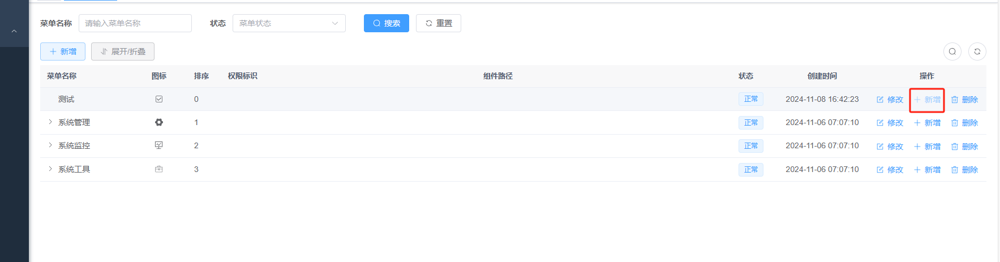 菜单名称 请输入菜单名称 状态 菜单状态 搜索 重置
新增 展开/折叠
菜单名称 图标 排序 权限标识 组件路径 状态 创建时间 操作
测试 0 正常 2024-11-08 16:42:23 修改 新增 删除
系统管理 1 正常 2024-11-06 07:07:10 修改 新增 删除
系统监控 2 正常 2024-11-06 07:07:10 修改 新增 删除
系统工具 3 正常 2024-11-06 07:07:10 修改 新增 删除